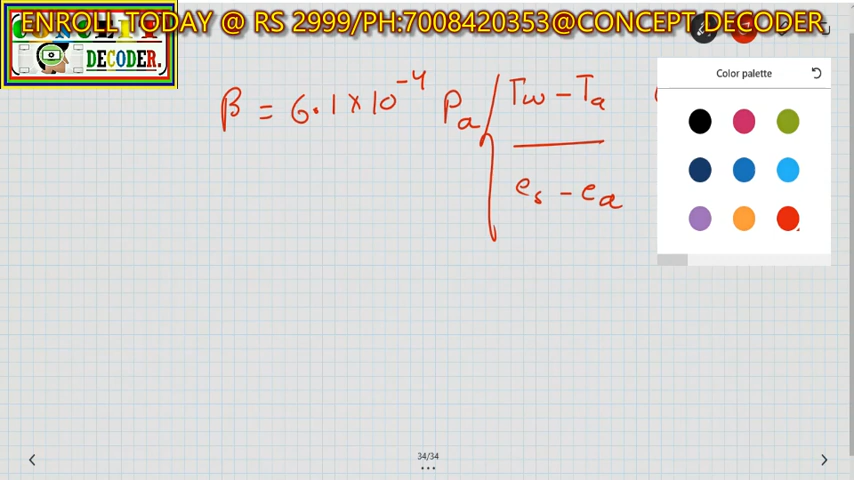 ENROLL TODAY @ RS 2999/PH:7008420353@CONCEPT DECODER
DECODER.
Color palette
β = 6.1 × 10⁻⁴ Pa ( Tw – Ta
es – ea
34/34